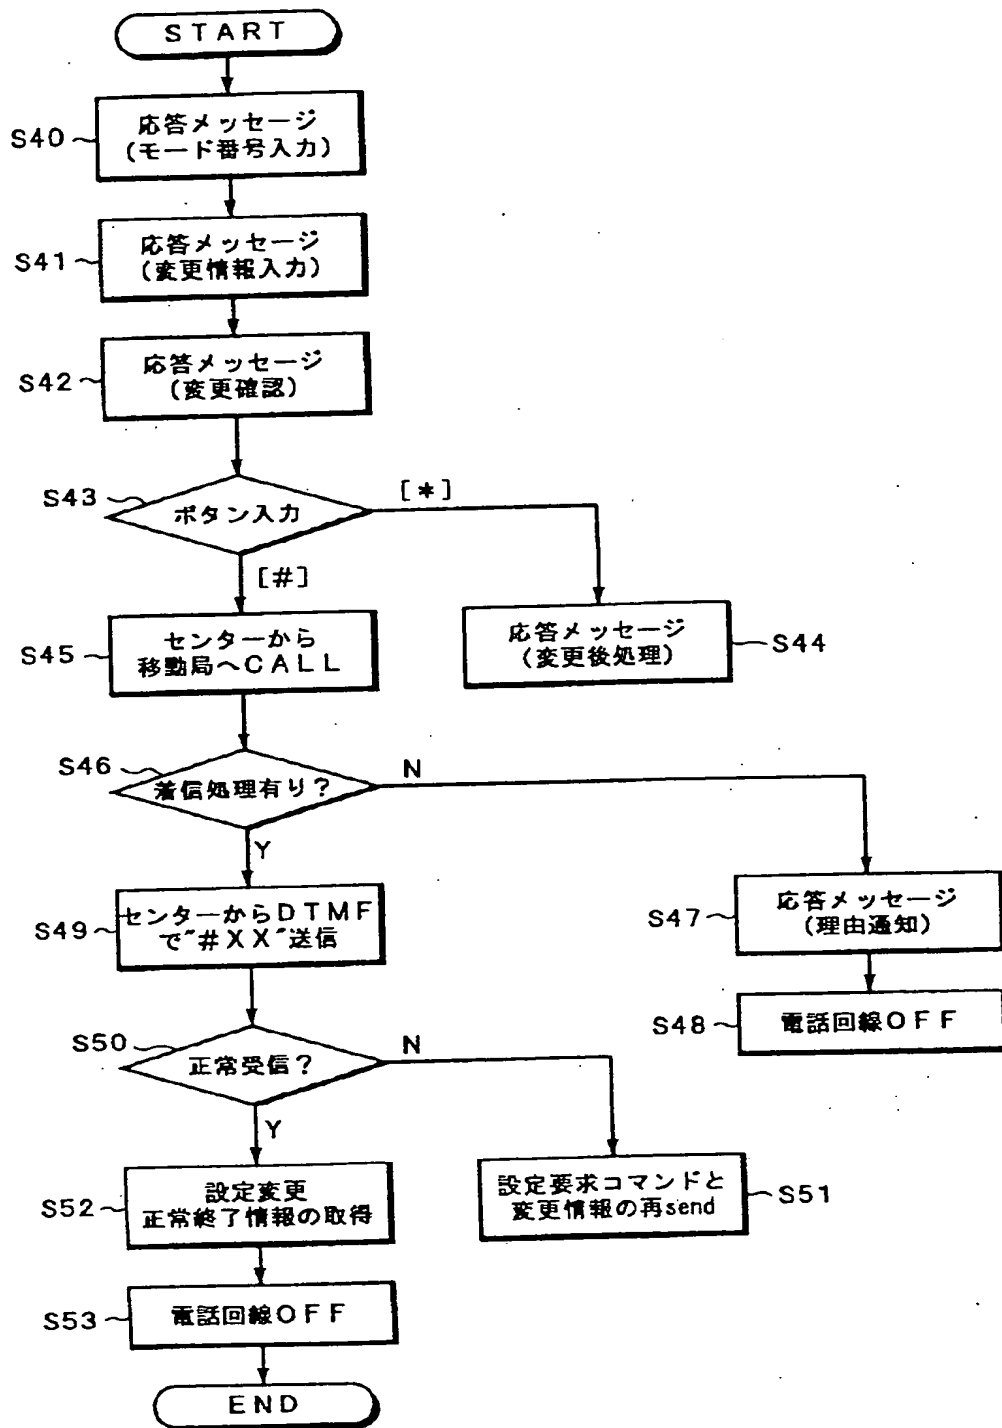 START
S40
応答メッセージ
(モード番号入力)
S41
応答メッセージ
(変更情報入力)
S42
応答メッセージ
(変更確認)
S43
ボタン入力
[*]
[#]
S45
センターから
移動局へCALL
応答メッセージ
(変更後処理)
S44
S46
着信処理有り?
N
Y
S49
センターからDTMF
で"#XX"送信
S47
応答メッセージ
(理由通知)
S48
電話回線OFF
S50
正常受信?
N
Y
S52
設定変更
正常終了情報の取得
設定要求コマンドと
変更情報の再send
S51
S53
電話回線OFF
END